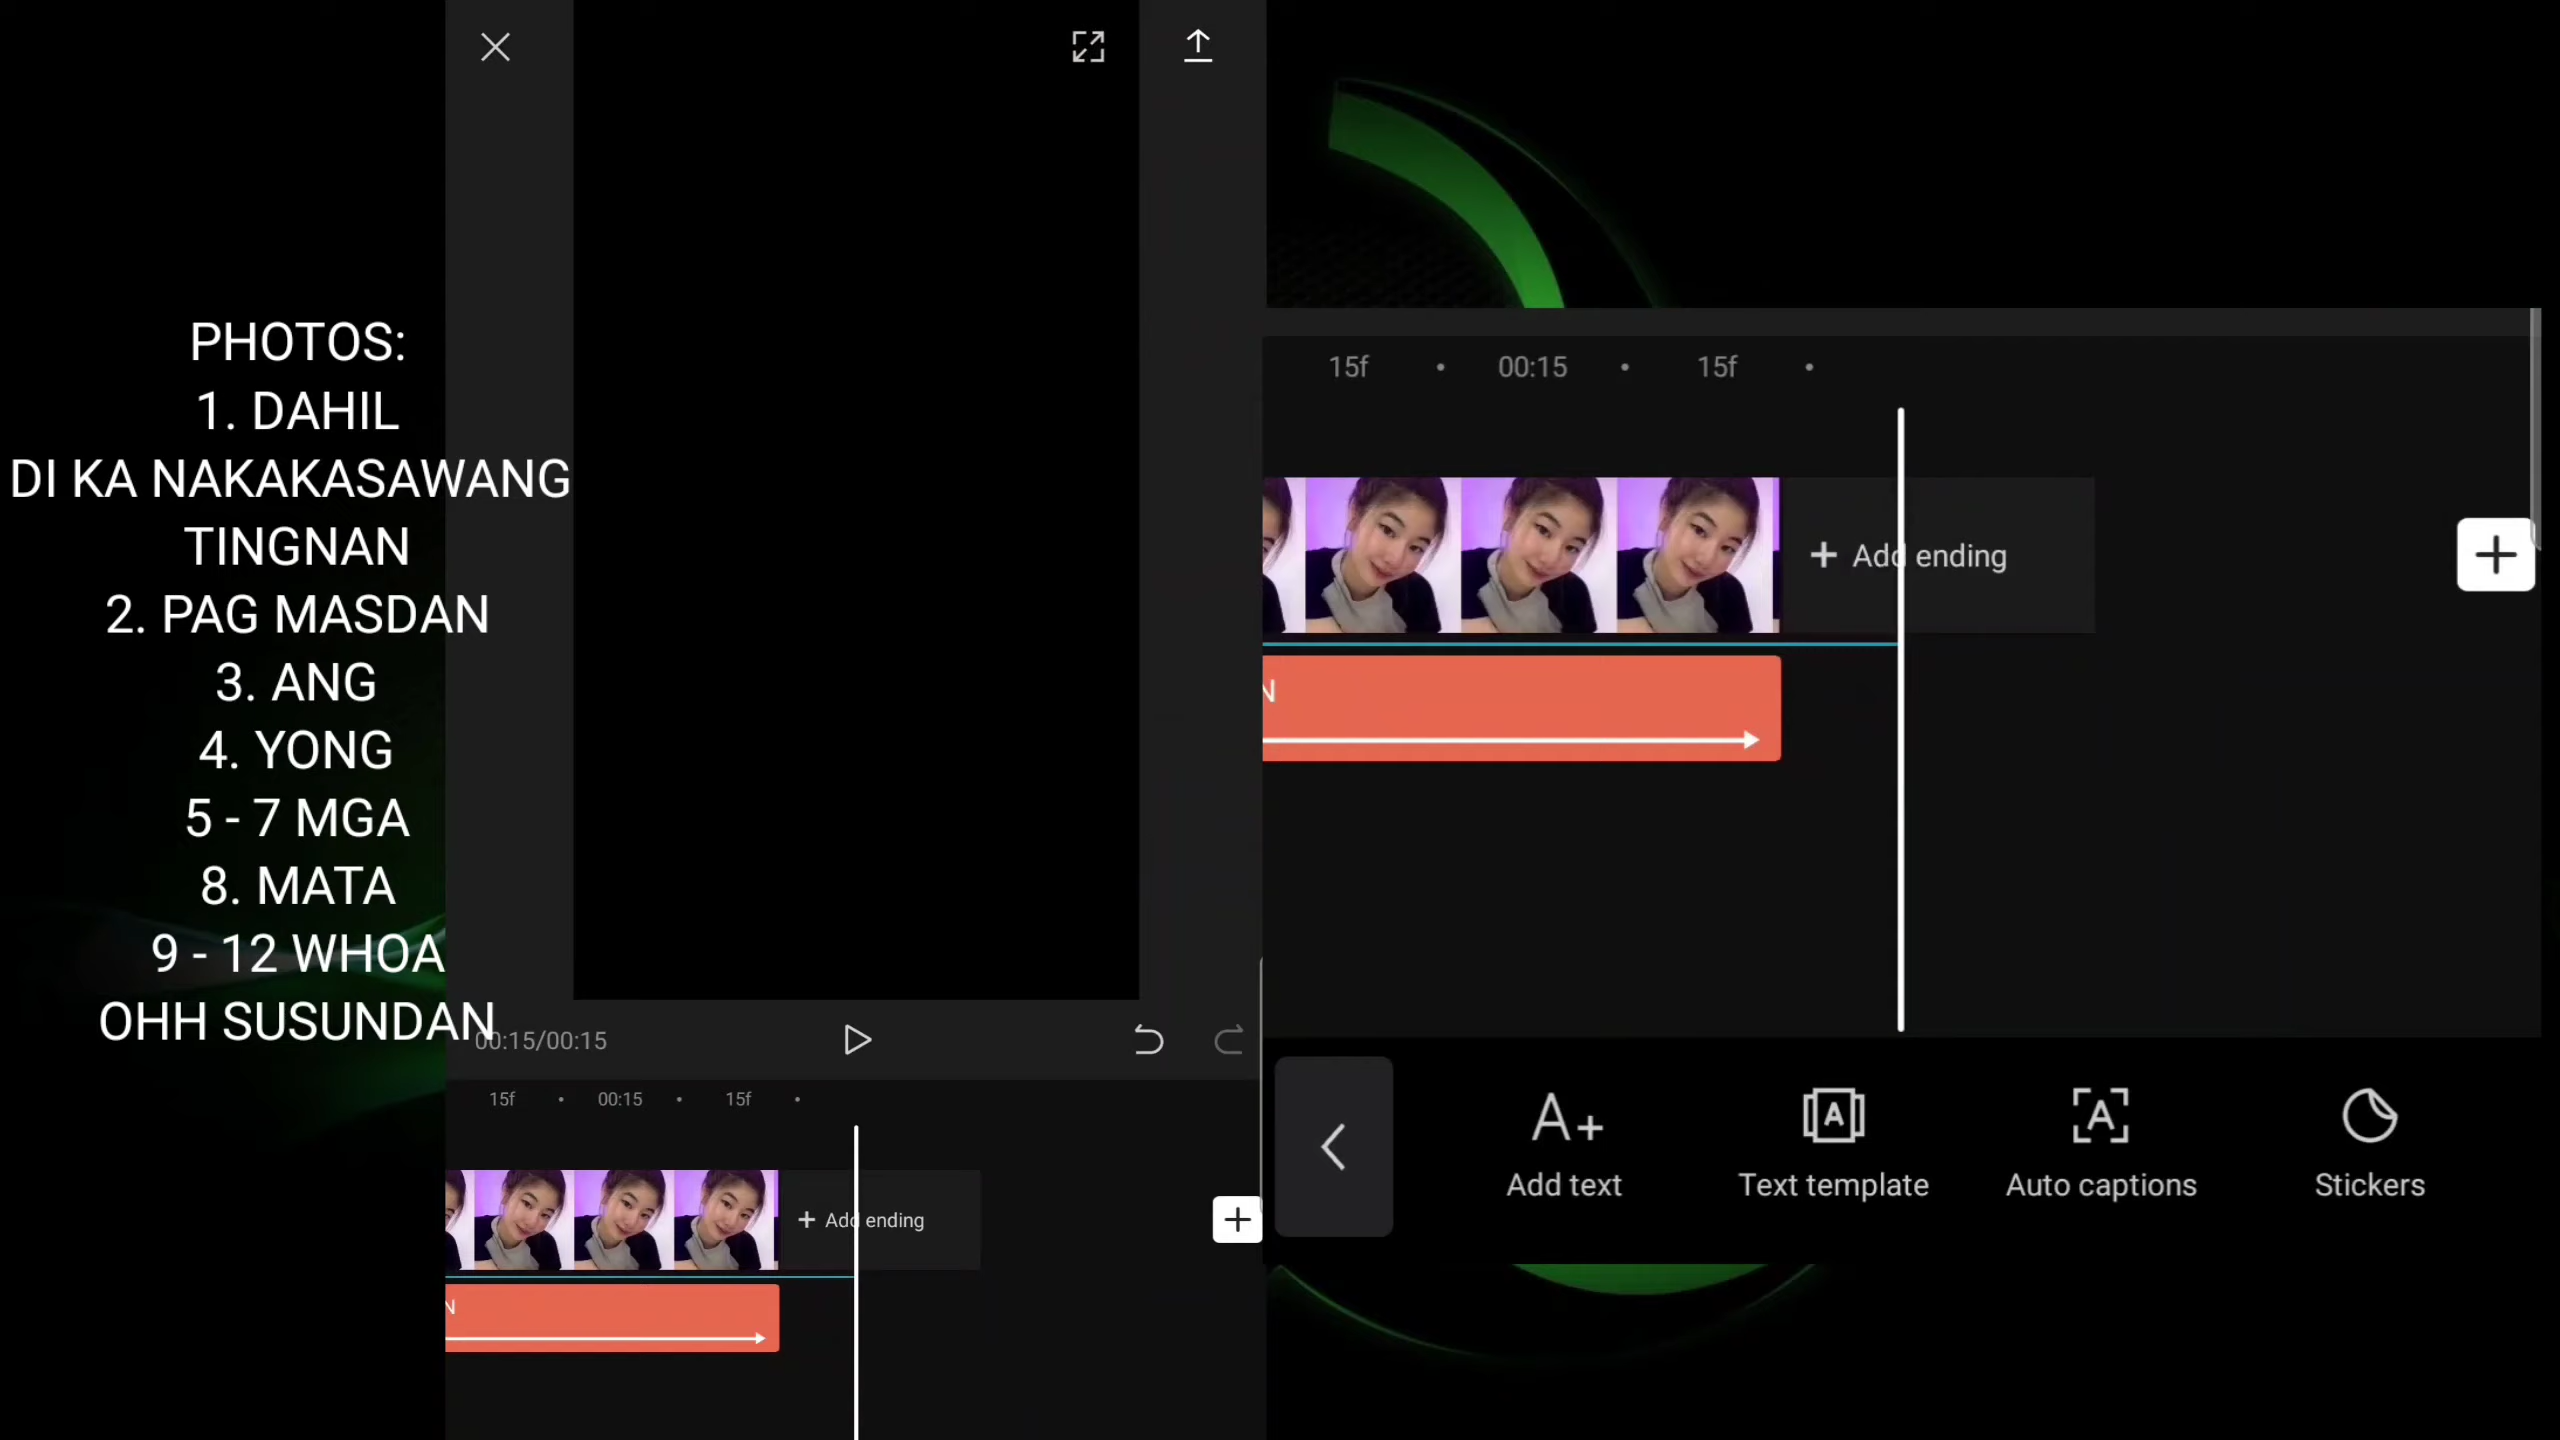 PHOTOS:
1. DAHIL
DI KA NAKAKASAWANG
TINGNAN
2. PAG MASDAN
3. ANG
4. YONG
5 - 7 MGA
8. MATA
9 - 12 WHOA
OHH SUSUNDAN
00:15/00:15
15f
00:15
15f
+ Add ending
N
15f
00:15
15f
+ Add ending
N
A+
A
A
Add text
Text template
Auto captions
Stickers